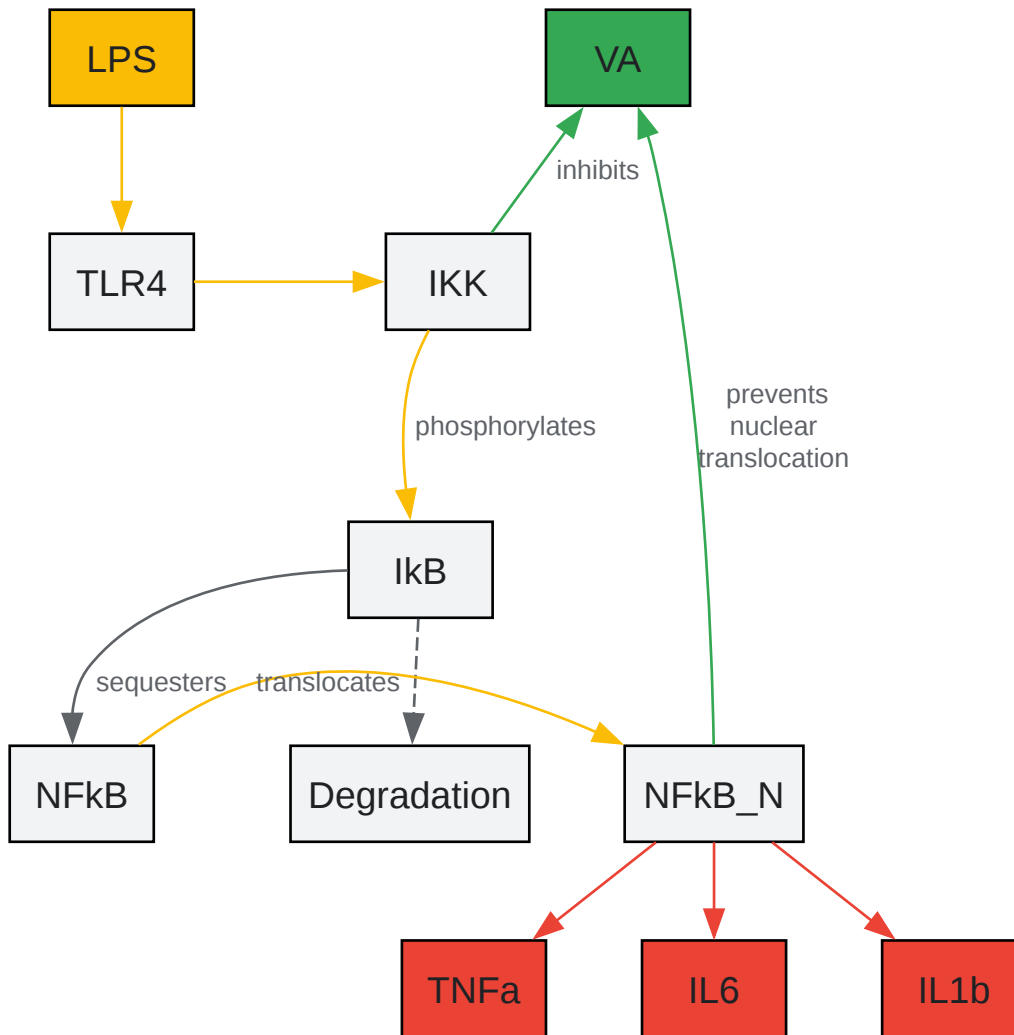 LPS
VA
inhibits
TLR4
IKK
prevents
nuclear
translocation
phosphorylates
IkB
sequesters
translocates
NFkB
Degradation
NFkB_N
TNFa
IL6
IL1b